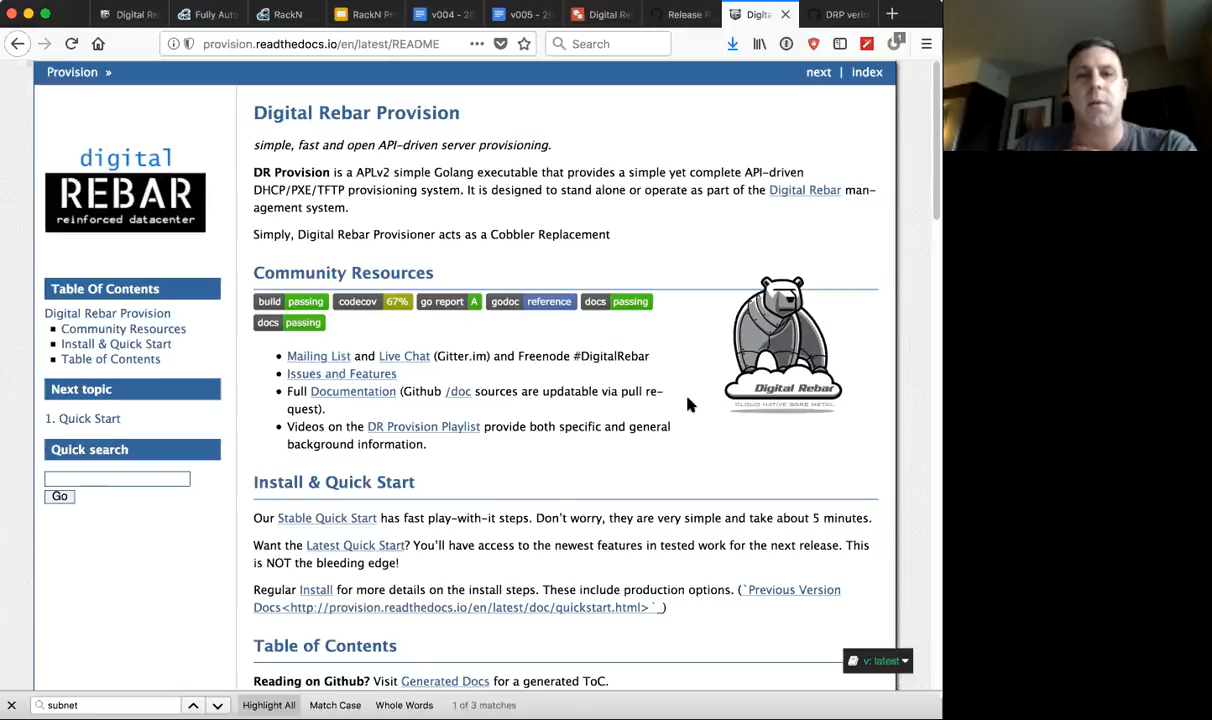 Digital Re
Fully Auto
RackN
RackN Pr
v004 - 20
v005 - 20
Digital Re
Release P
Digita
DRP versi
provision.readthedocs.io/en/latest/README
Search
1
Provision »
next | index
digital
REBAR
reinforced datacenter
Table Of Contents
Digital Rebar Provision
Community Resources
Install & Quick Start
Table of Contents
Next topic
1. Quick Start
Quick search
Go
Digital Rebar Provision
simple, fast and open API-driven server provisioning.
DR Provision is a APLv2 simple Golang executable that provides a simple yet complete API-driven
DHCP/PXE/TFTP provisioning system. It is designed to stand alone or operate as part of the Digital Rebar man-
agement system.
Simply, Digital Rebar Provisioner acts as a Cobbler Replacement
Community Resources
build passing codecov 67% go report A godoc reference docs passing
docs passing
Mailing List and Live Chat (Gitter.im) and Freenode #DigitalRebar
Issues and Features
Full Documentation (Github /doc sources are updatable via pull re-
quest).
Videos on the DR Provision Playlist provide both specific and general
background information.
Digital Rebar
CLOUD NATIVE BARE METAL
Install & Quick Start
Our Stable Quick Start has fast play-with-it steps. Don't worry, they are very simple and take about 5 minutes.
Want the Latest Quick Start? You'll have access to the newest features in tested work for the next release. This
is NOT the bleeding edge!
Regular Install for more details on the install steps. These include production options. (`Previous Version
Docs<http://provision.readthedocs.io/en/latest/doc/quickstart.html>`_)
Table of Contents
v: latest
Reading on Github? Visit Generated Docs for a generated ToC.
subnet
Highlight All
Match Case
Whole Words
1 of 3 matches